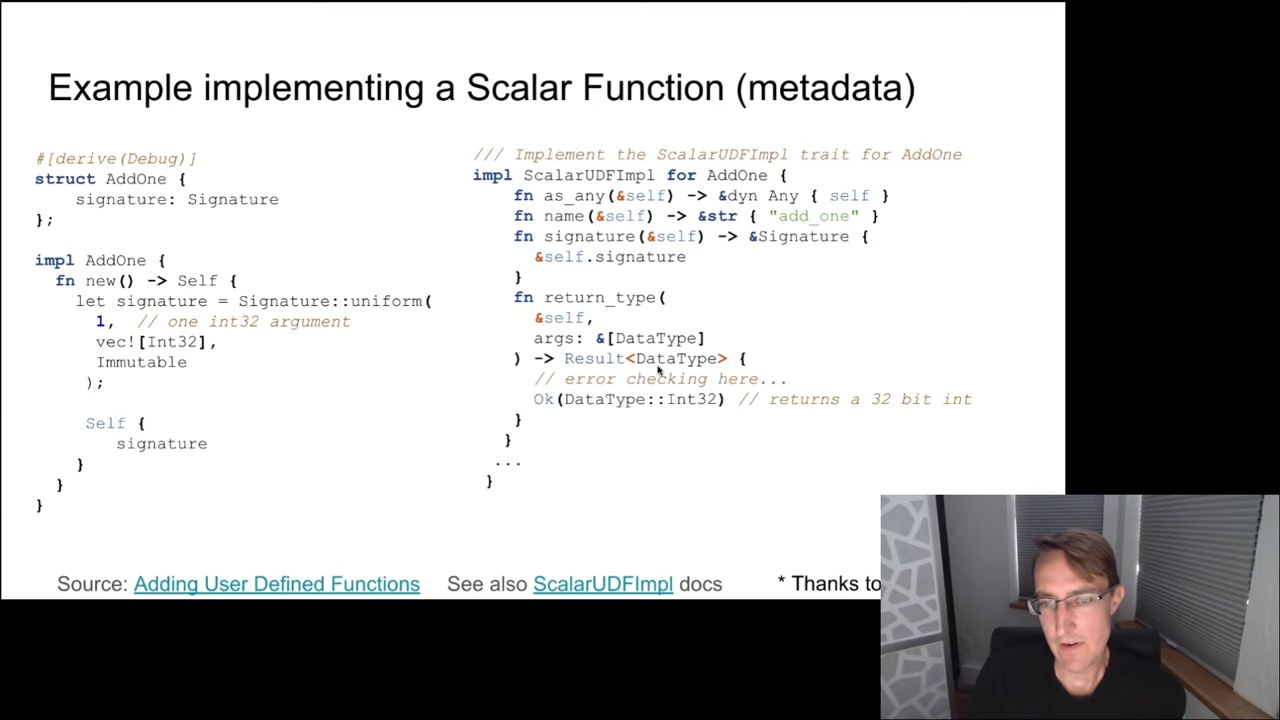 Example implementing a Scalar Function (metadata)
#[derive(Debug)]
struct AddOne {
    signature: Signature
};

impl AddOne {
  fn new() -> Self {
    let signature = Signature::uniform(
      1,  // one int32 argument
      vec![Int32],
      Immutable
     );

     Self {
        signature
    }
  }
}
/// Implement the ScalarUDFImpl trait for AddOne
impl ScalarUDFImpl for AddOne {
    fn as_any(&self) -> &dyn Any { self }
    fn name(&self) -> &str { "add_one" }
    fn signature(&self) -> &Signature {
      &self.signature
    }
    fn return_type(
      &self,
      args: &[DataType]
    ) -> Result<DataType> {
      // error checking here...
      Ok(DataType::Int32) // returns a 32 bit int
    }
   }
  ...
 }
Source: Adding User Defined Functions See also ScalarUDFImpl docs * Thanks to